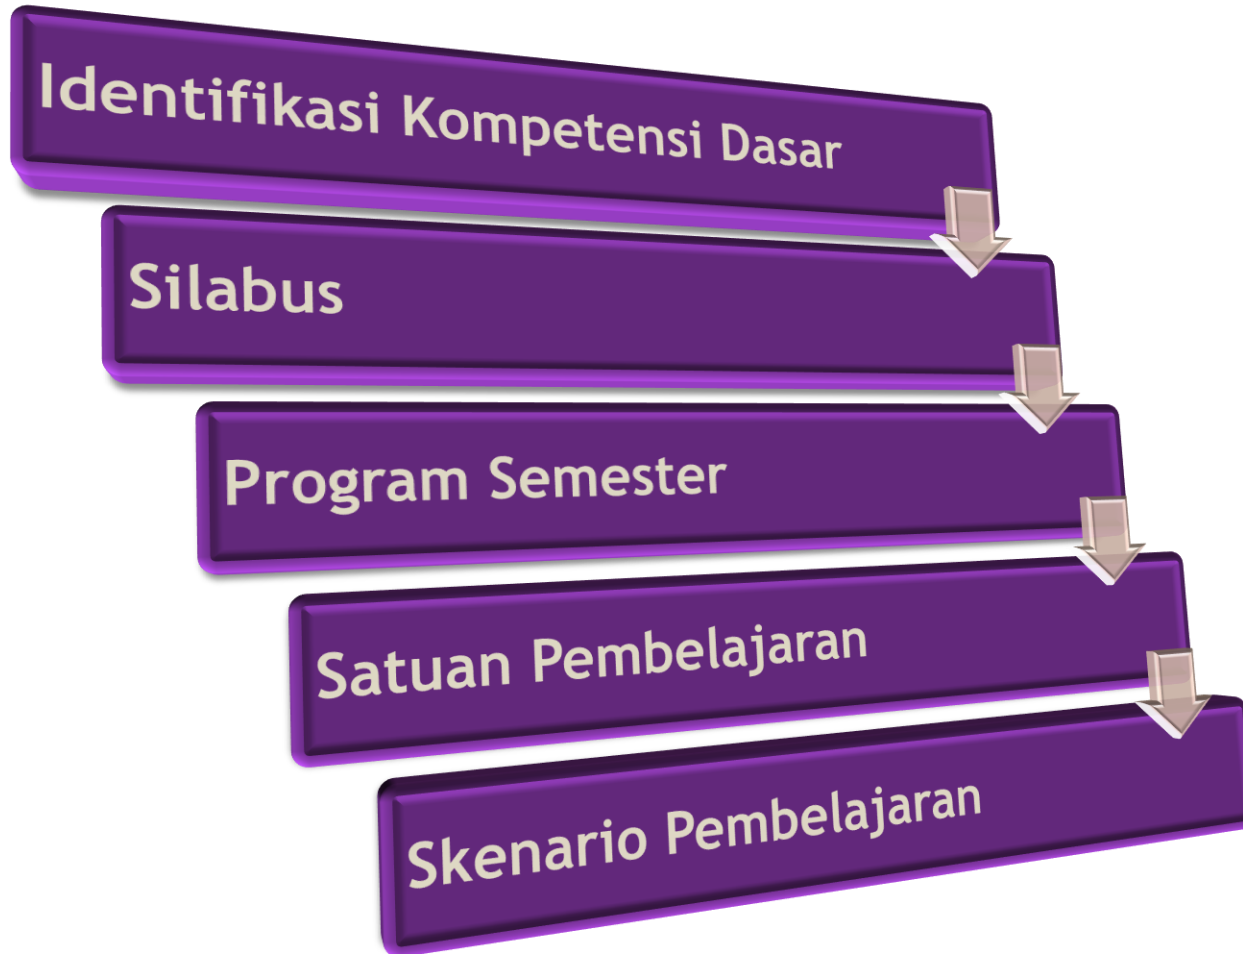 Identifikasi Kompetensi Dasar
Silabus
Program Semester
Satuan Pembelajaran
Skenario Pembelajaran